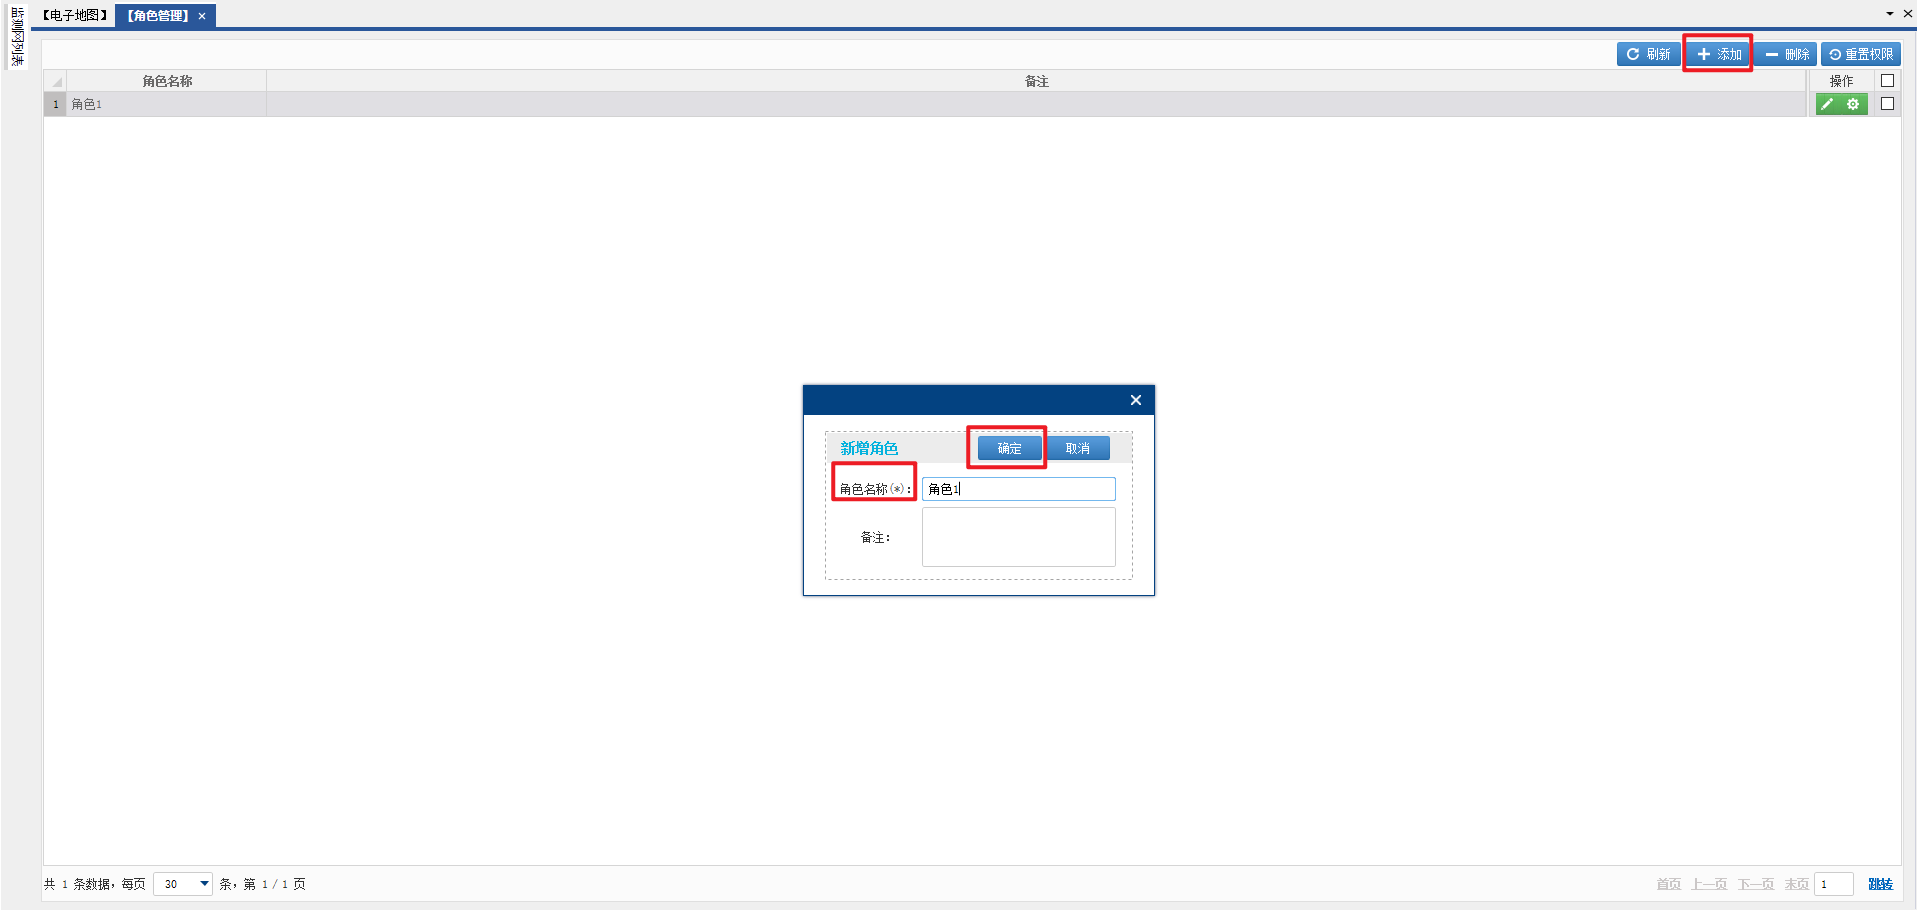 监测网列表
【电子地图】 【角色管理】 ×
刷新 添加 删除 重置权限
角色名称 备注 操作
1 角色1
新增角色 确定 取消
角色名称(*): 角色1
备注:
共 1 条数据，每页 30 条，第 1 / 1 页 首页 上一页 下一页 末页 1 跳转